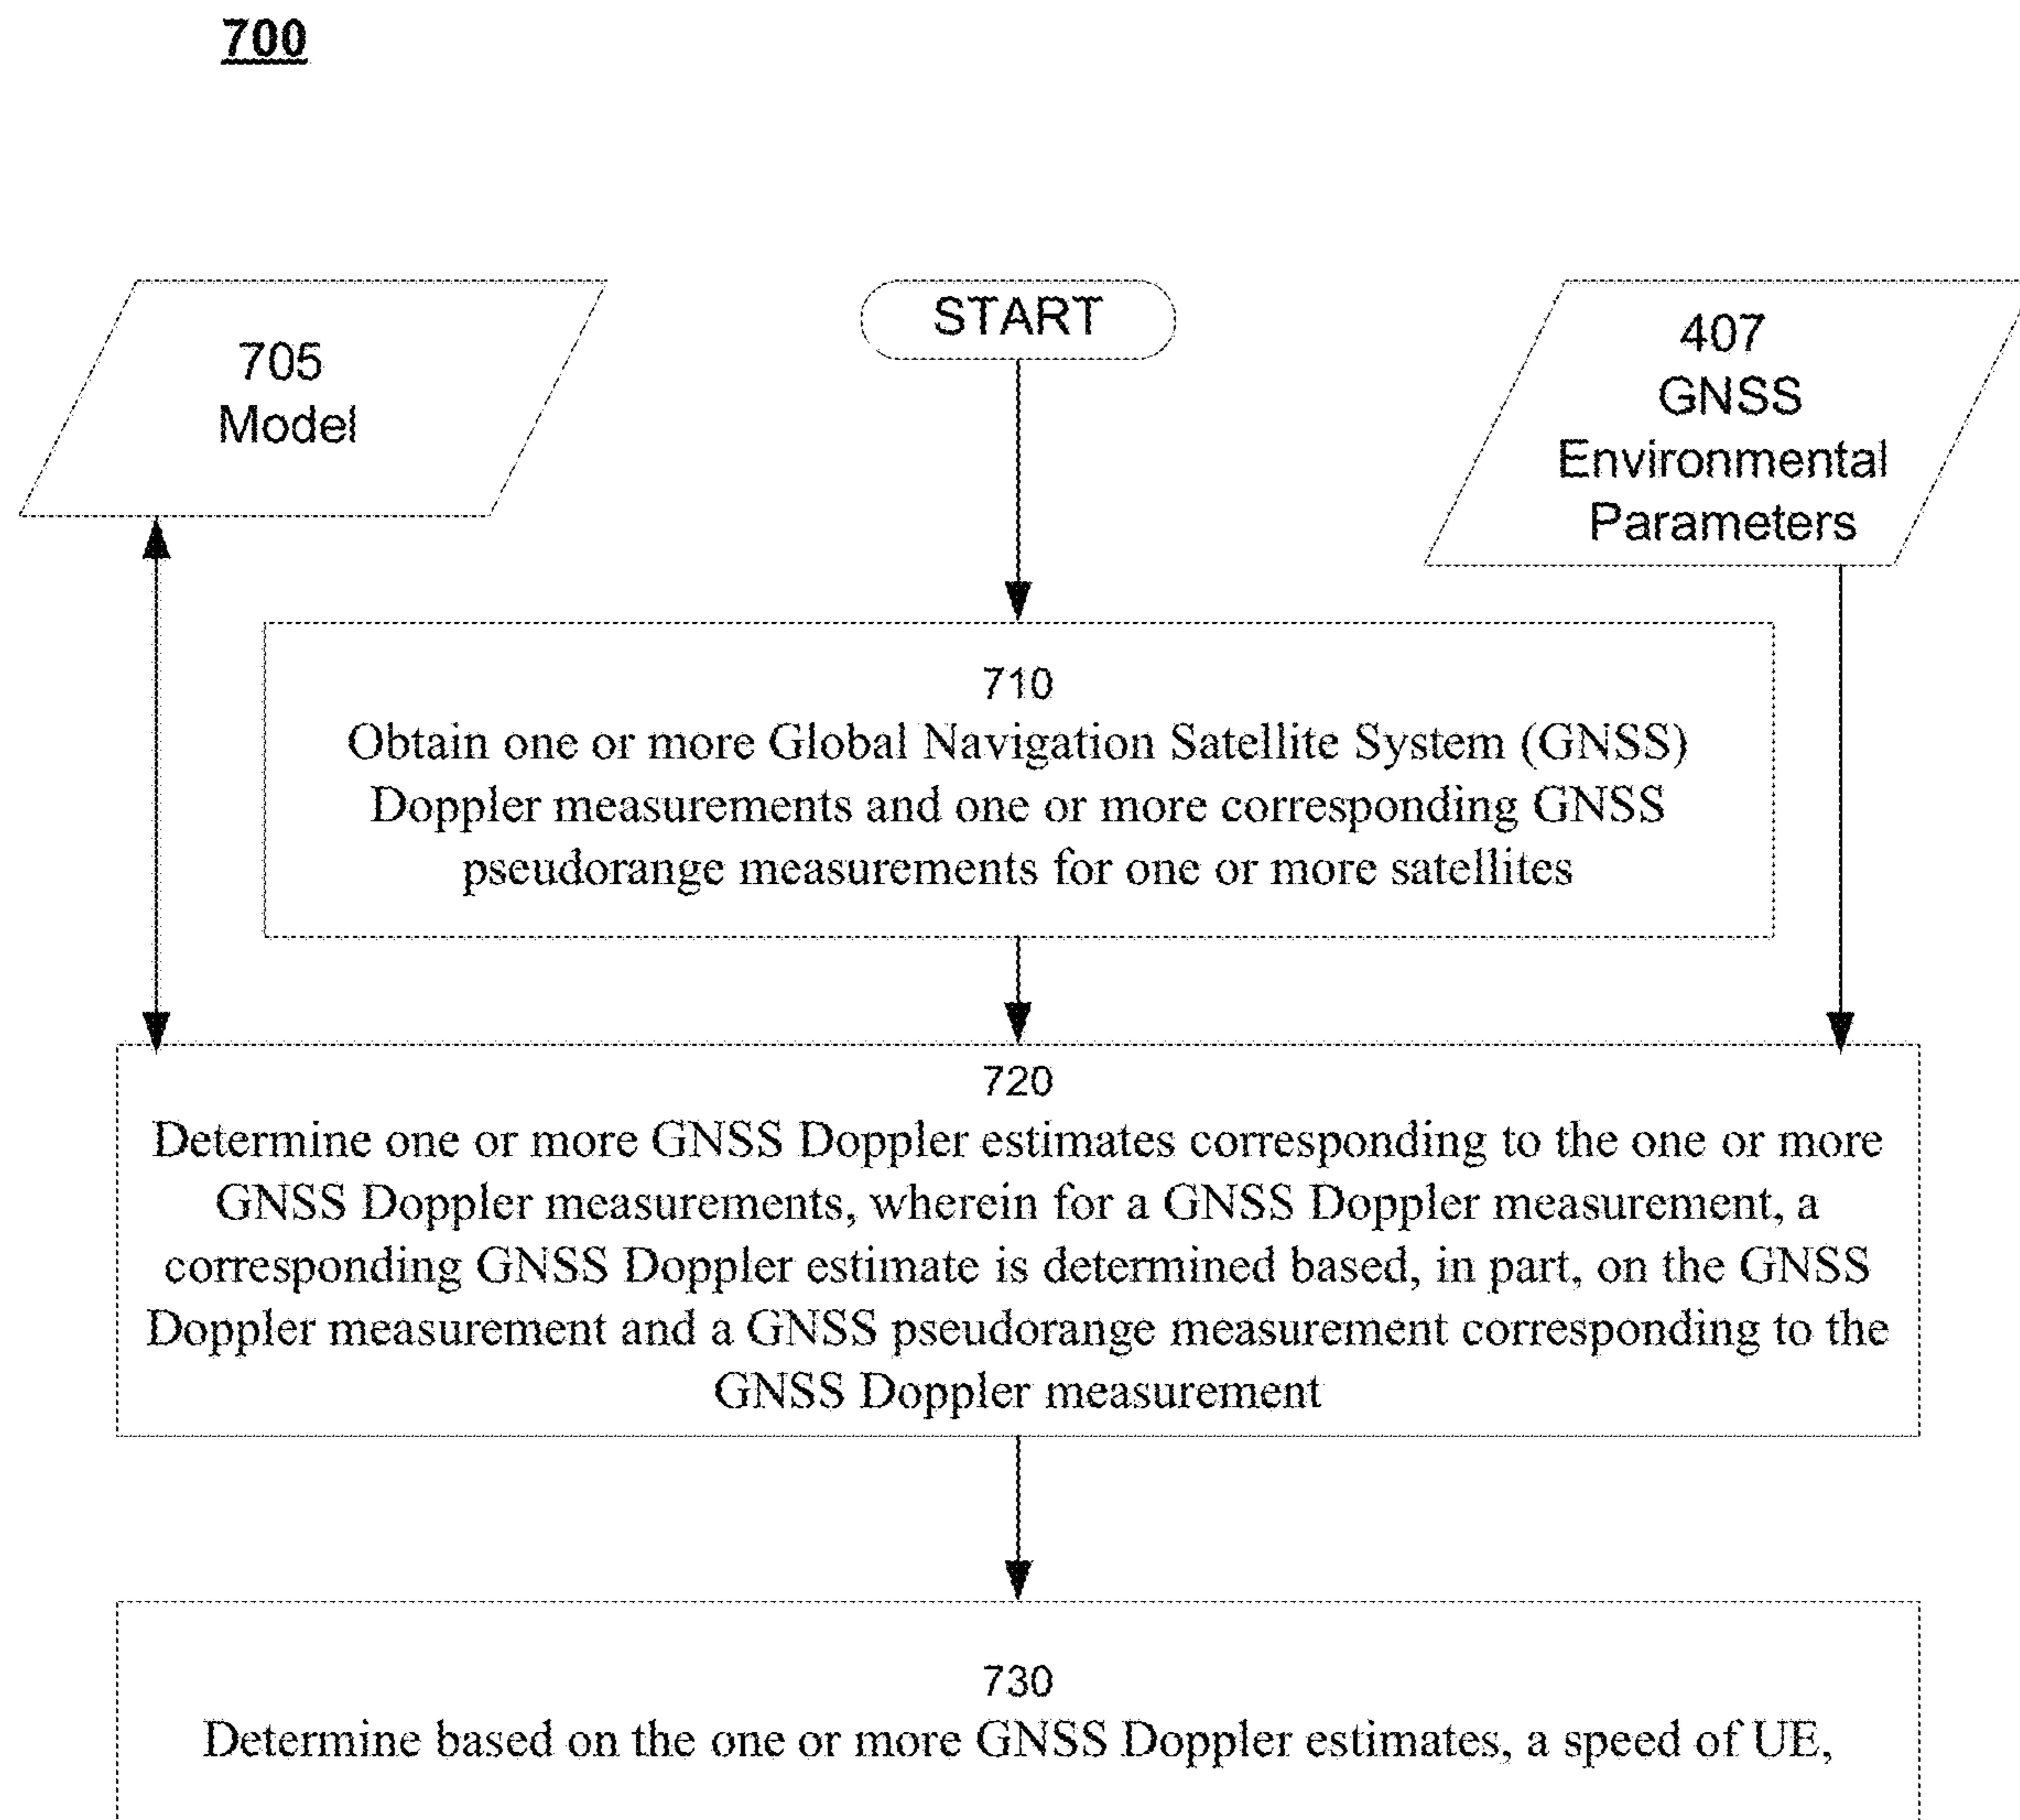 700
705
Model
START
407
GNSS
Environmental
Parameters
710
Obtain one or more Global Navigation Satellite System (GNSS)
Doppler measurements and one or more corresponding GNSS
pseudorange measurements for one or more satellites
720
Determine one or more GNSS Doppler estimates corresponding to the one or more
GNSS Doppler measurements, wherein for a GNSS Doppler measurement, a
corresponding GNSS Doppler estimate is determined based, in part, on the GNSS
Doppler measurement and a GNSS pseudorange measurement corresponding to the
GNSS Doppler measurement
730
Determine based on the one or more GNSS Doppler estimates, a speed of UE,